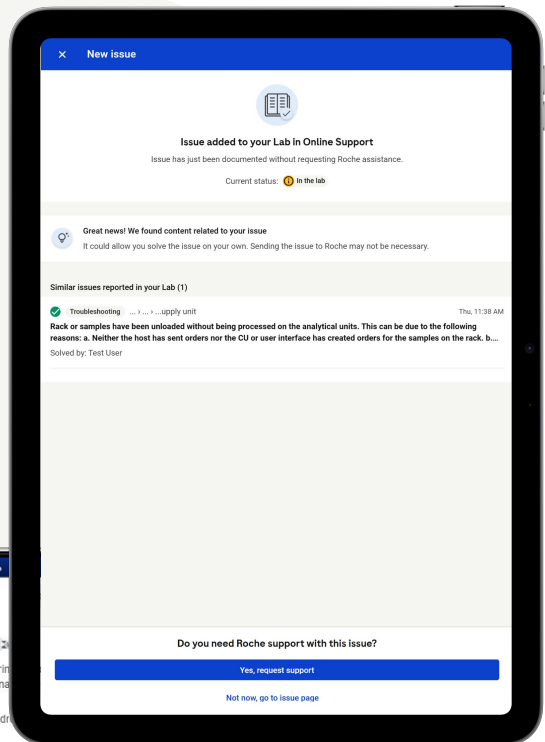 New issue
Issue added to your Lab in Online Support
Issue has just been documented without requesting Roche assistance.
Current status: In the lab
Great news! We found content related to your issue
It could allow you solve the issue on your own. Sending the issue to Roche may not be necessary.
Similar issues reported in your Lab (1)
Troubleshooting ... › ... › ...upply unit Thu, 11:38 AM
Rack or samples have been unloaded without being processed on the analytical units. This can be due to the following
reasons: a. Neither the host has sent orders nor the CU or user interface has created orders for the samples on the rack. b....
Solved by: Test User
Do you need Roche support with this issue?
Yes, request support
Not now, go to issue page